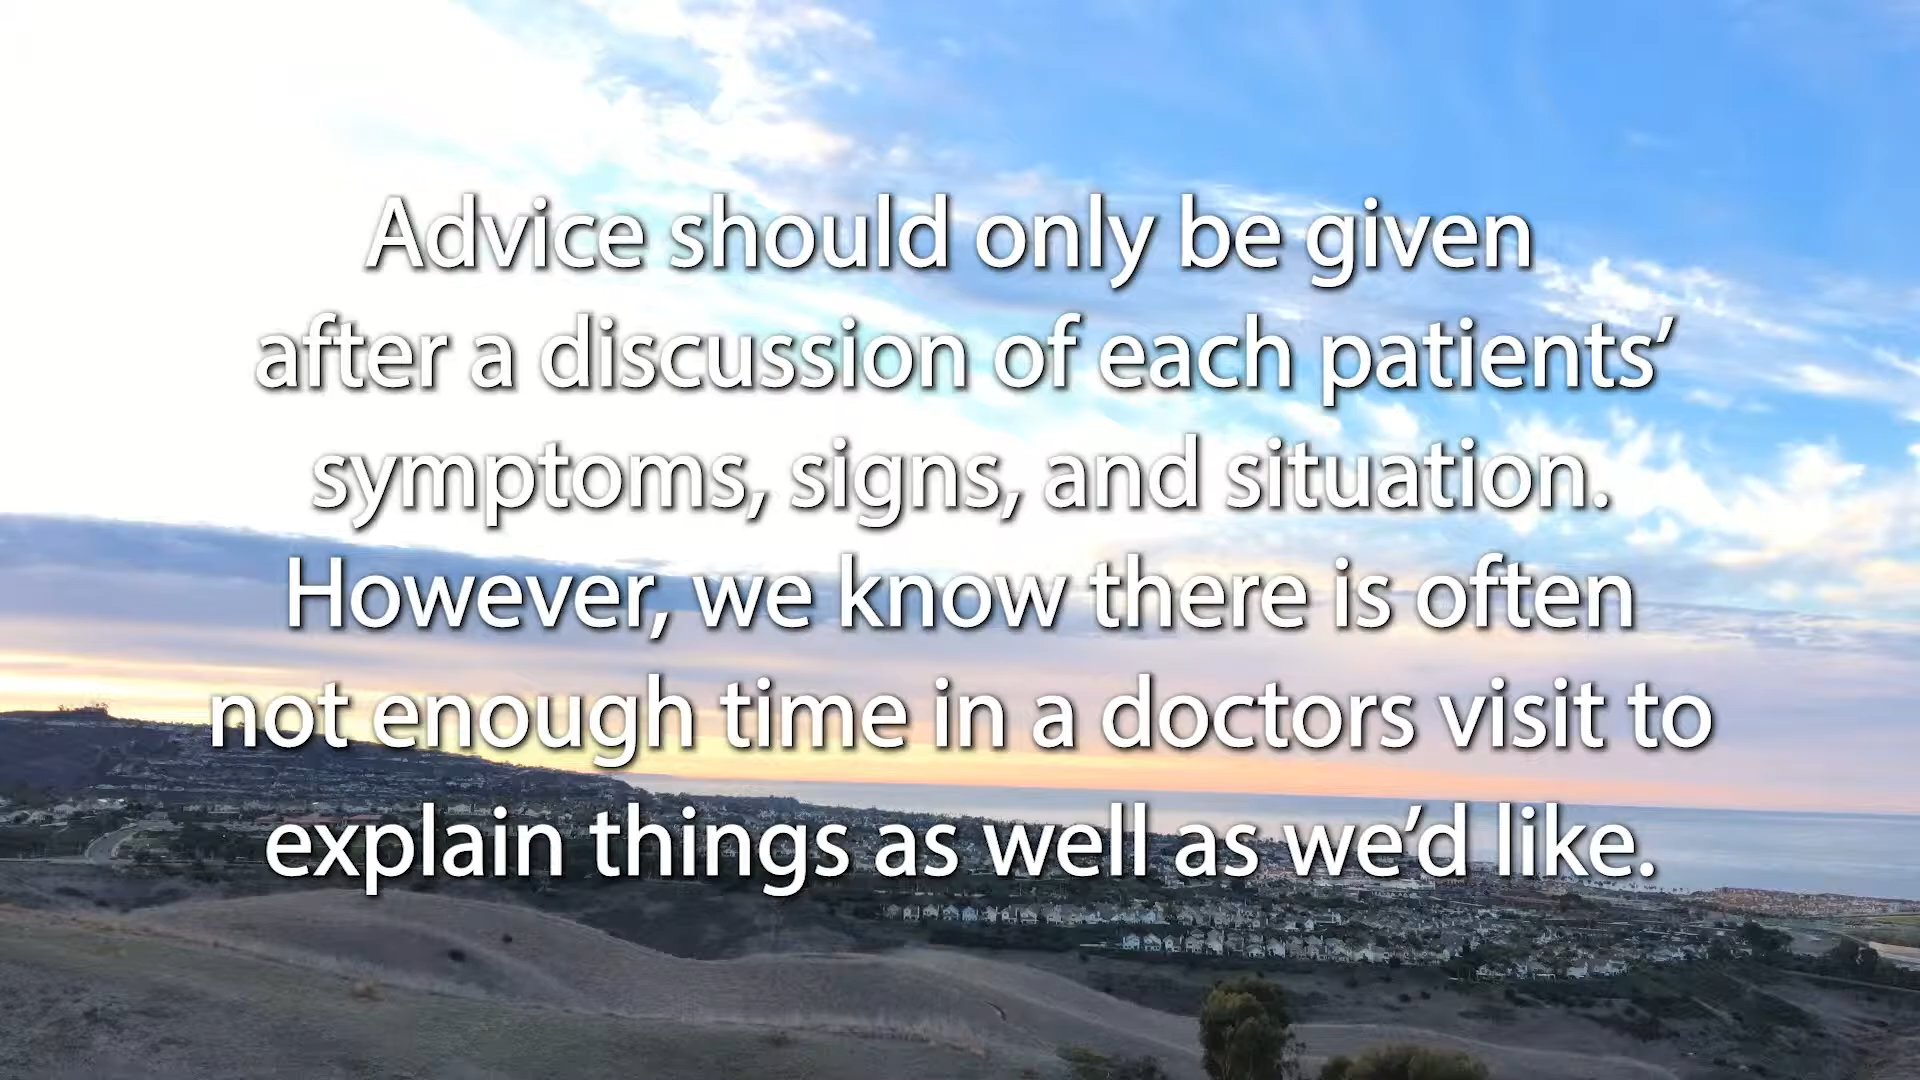 Advice should only be given
after a discussion of each patients’
symptoms, signs, and situation.
However, we know there is often
not enough time in a doctors visit to
explain things as well as we’d like.